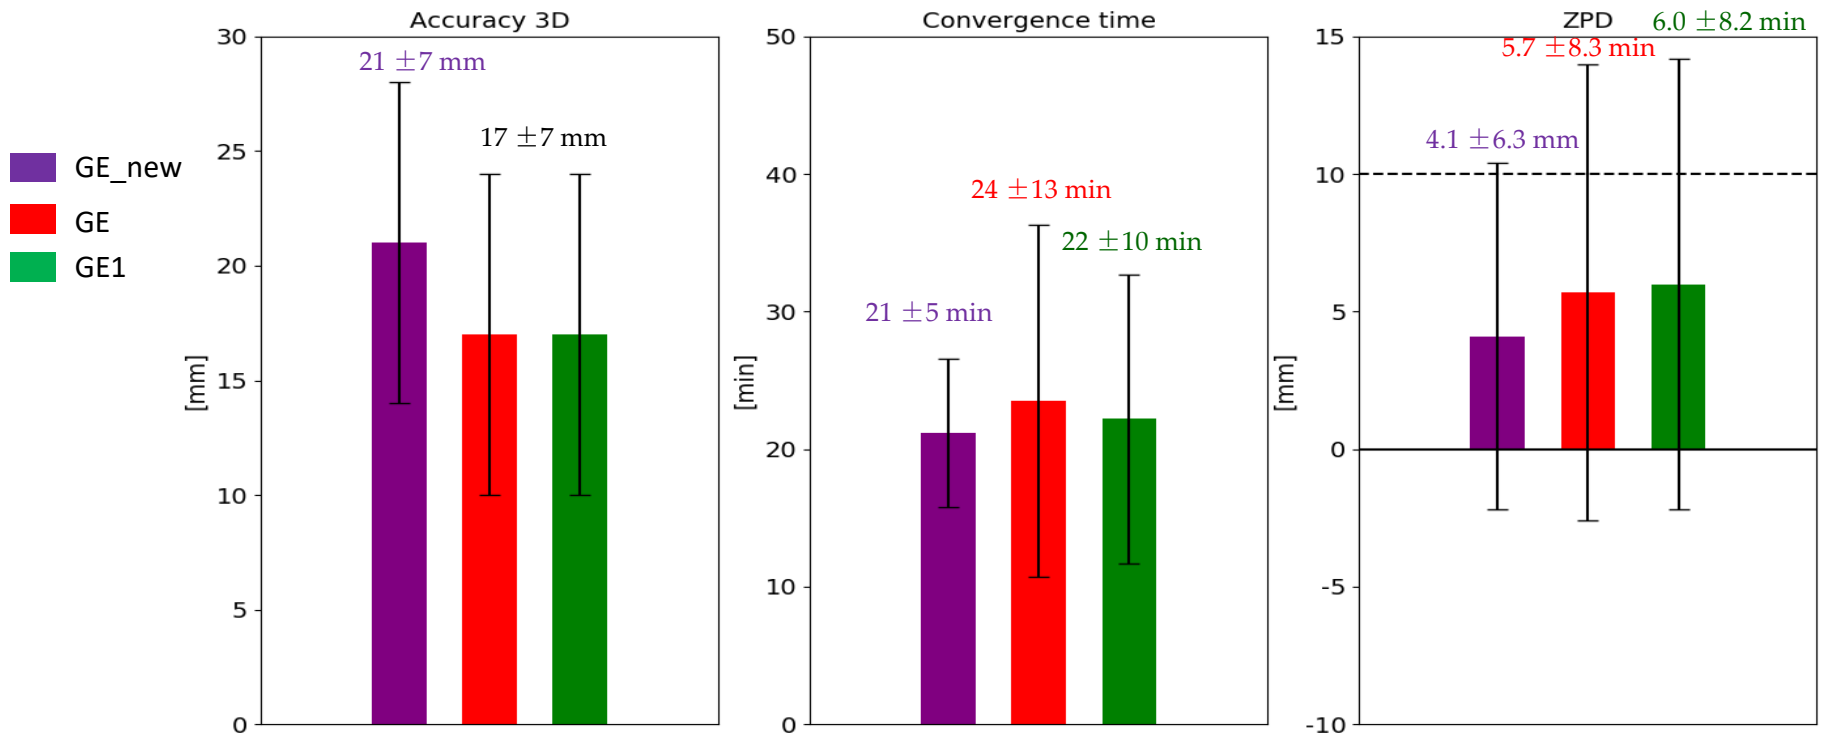 GE_new
GE
GE1
Accuracy 3D
30
25
20
15
10
5
0
[mm]
21 ±7 mm
17 ±7 mm
Convergence time
50
40
30
20
10
0
[min]
21 ±5 min
24 ±13 min
22 ±10 min
ZPD
15
10
5
0
-5
-10
[mm]
4.1 ±6.3 mm
5.7 ±8.3 min
6.0 ±8.2 min